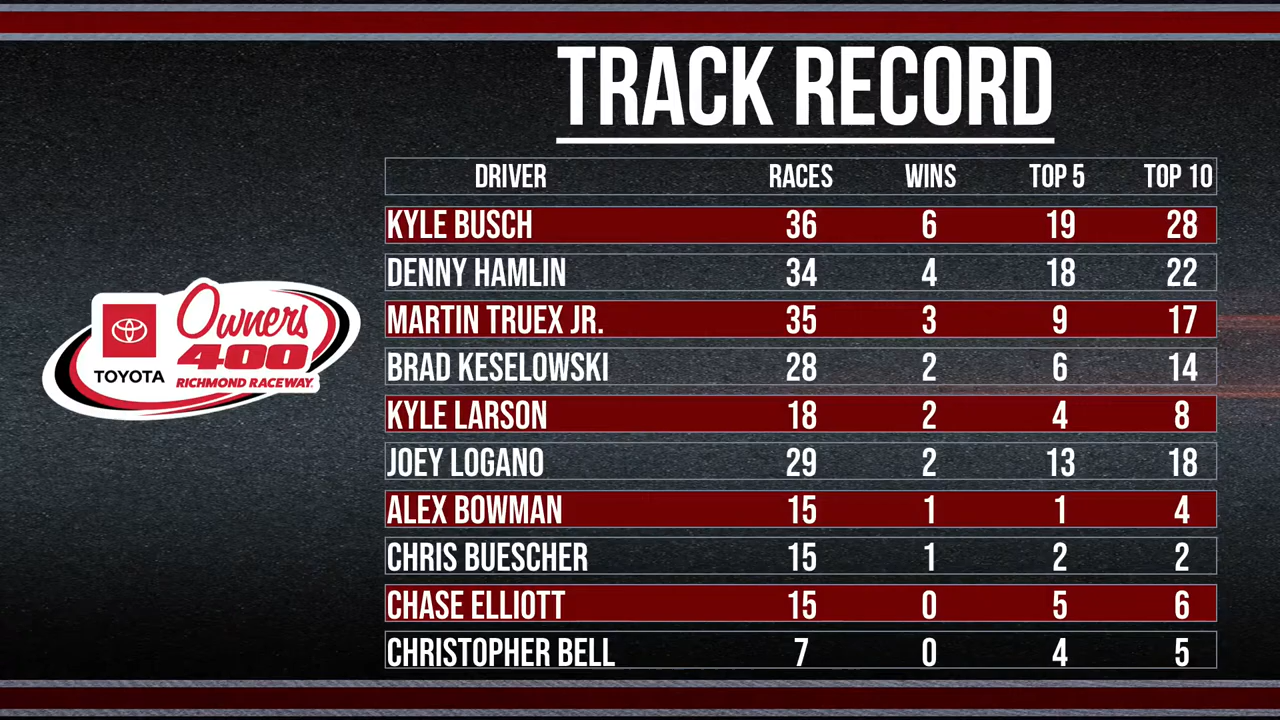 TRACK RECORD
DRIVER RACES WINS TOP 5 TOP 10
KYLE BUSCH 36 6 19 28
DENNY HAMLIN 34 4 18 22
MARTIN TRUEX JR. 35 3 9 17
BRAD KESELOWSKI 28 2 6 14
KYLE LARSON 18 2 4 8
JOEY LOGANO 29 2 13 18
ALEX BOWMAN 15 1 1 4
CHRIS BUESCHER 15 1 2 2
CHASE ELLIOTT 15 0 5 6
CHRISTOPHER BELL 7 0 4 5
Owners
400
TOYOTA RICHMOND RACEWAY